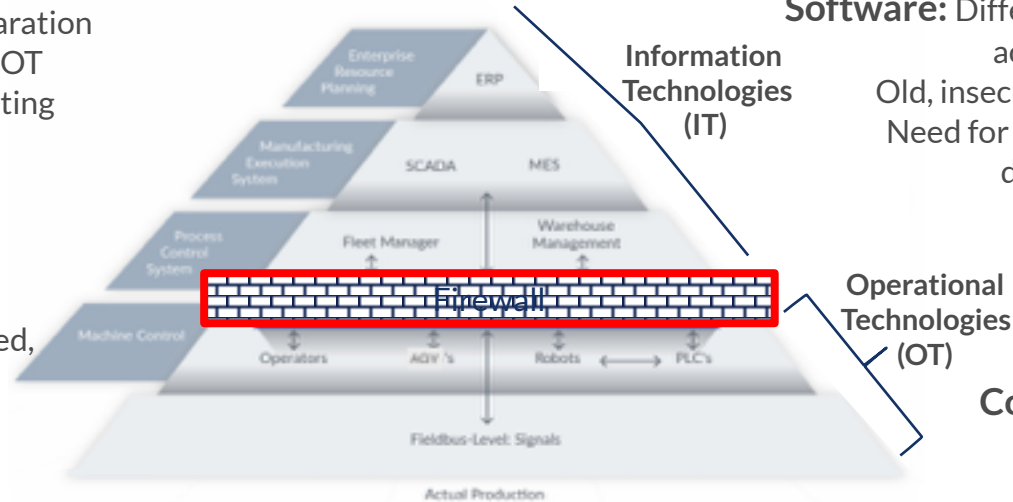 aration
OT
ting
ed,
Enterprise
Resource
Planning
ERP
Manufacturing
Execution
System
SCADA MES
Process
Control
System
Fleet Manager
Warehouse
Management
Firewall
Machine Control
Operators AGV 's Robots PLC's
Fieldbus-Level: Signals
Actual Production
Information
Technologies
(IT)
Operational
Technologies
(OT)
Software: Diffe
Old, insec
Need for
Co